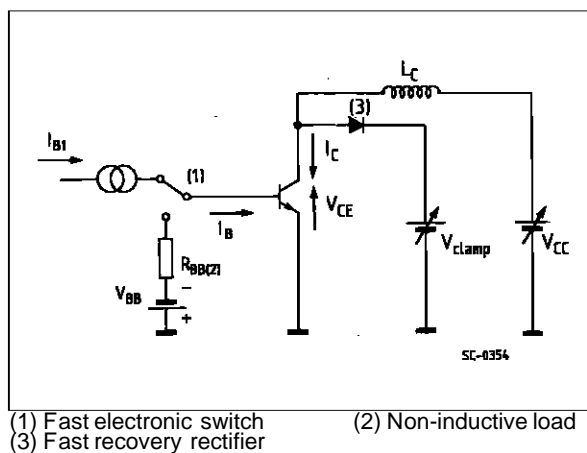 L_C
(3)
I_B1
(1)
I_C
V_CE
I_B
R_BB(2)
V_BB
−
+
V_clamp
V_CC
SC-0354
(1) Fast electronic switch (2) Non-inductive load
(3) Fast recovery rectifier